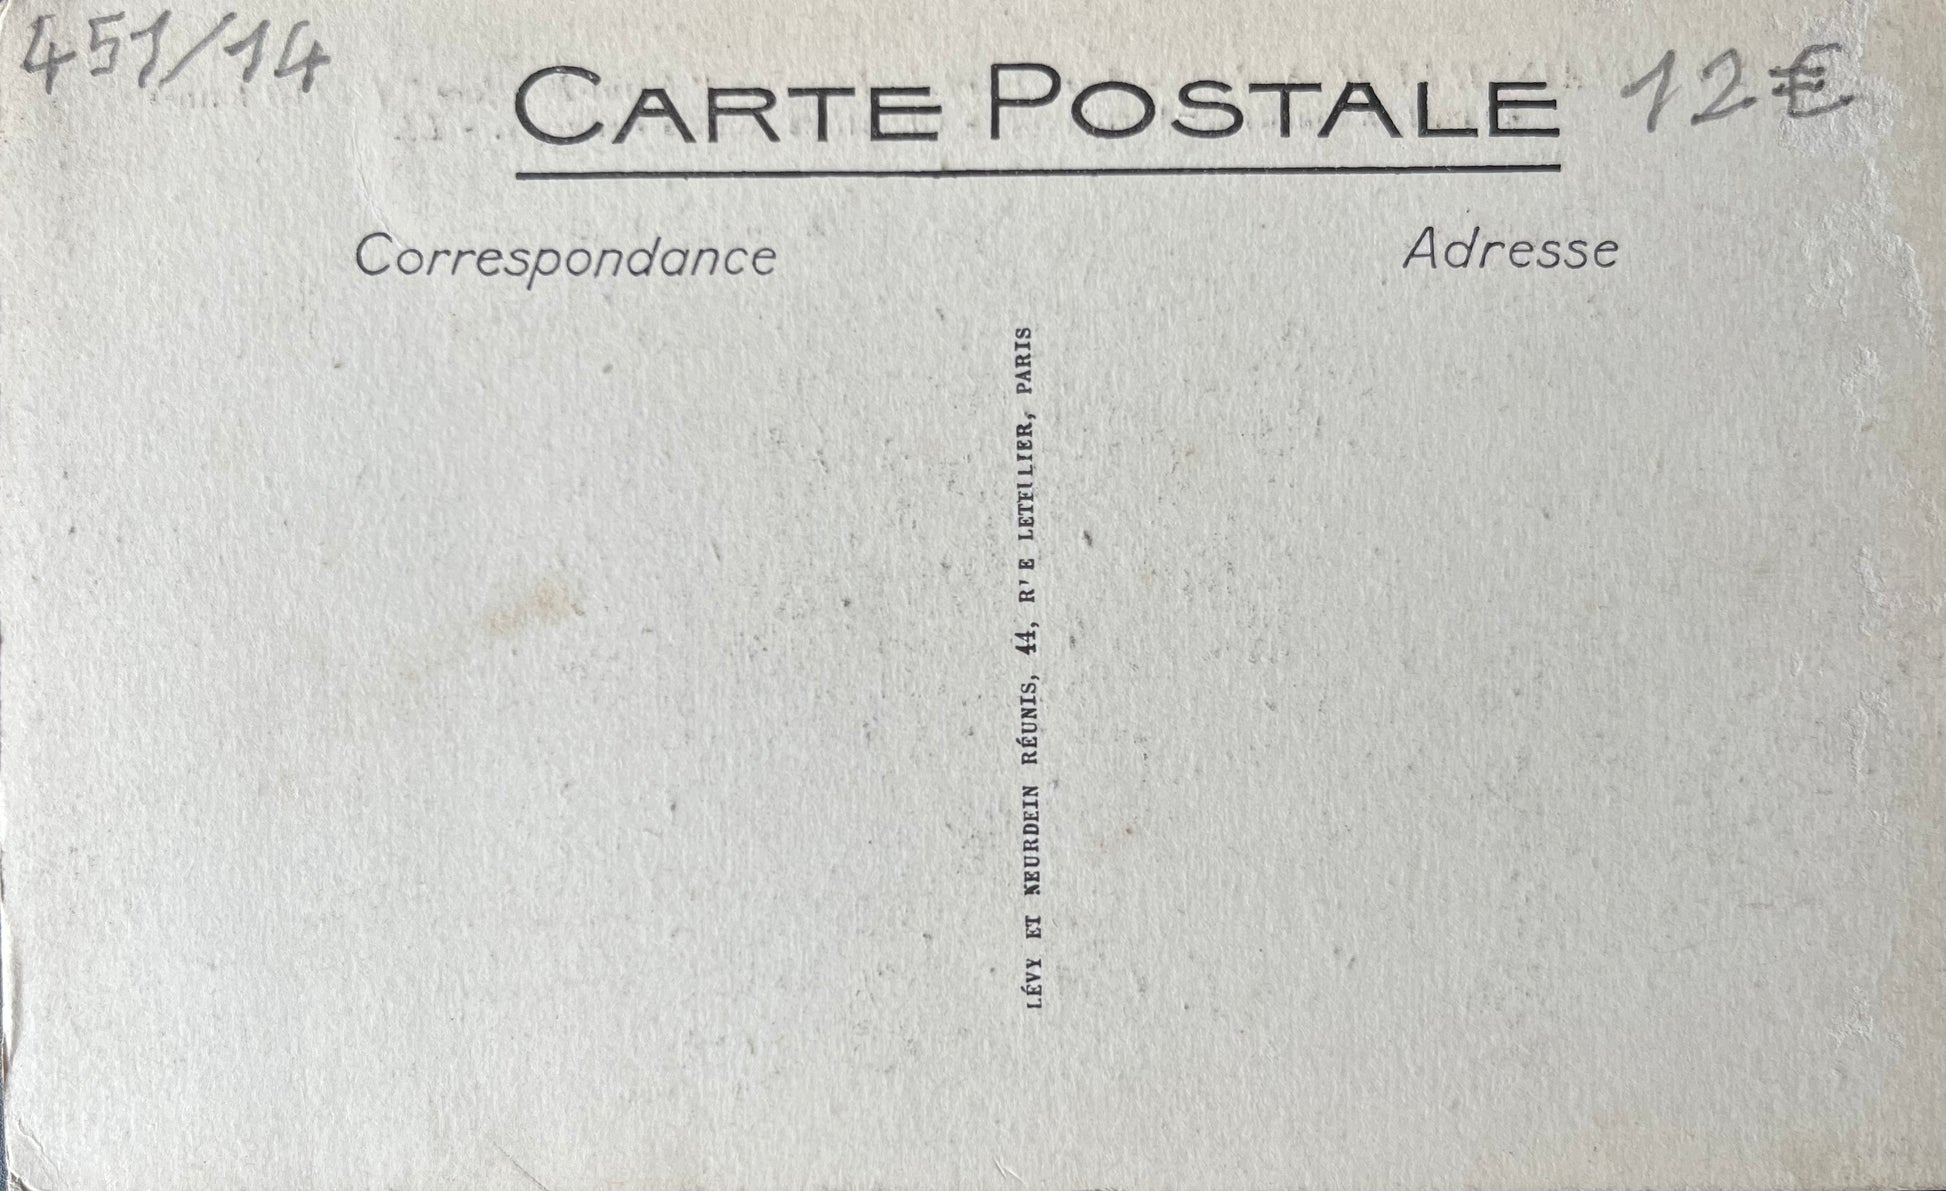 451/14
CARTE POSTALE
12€
Correspondance
Adresse
LÉVY ET NEURDEIN RÉUNIS, 44, R'E LETELLIER, PARIS